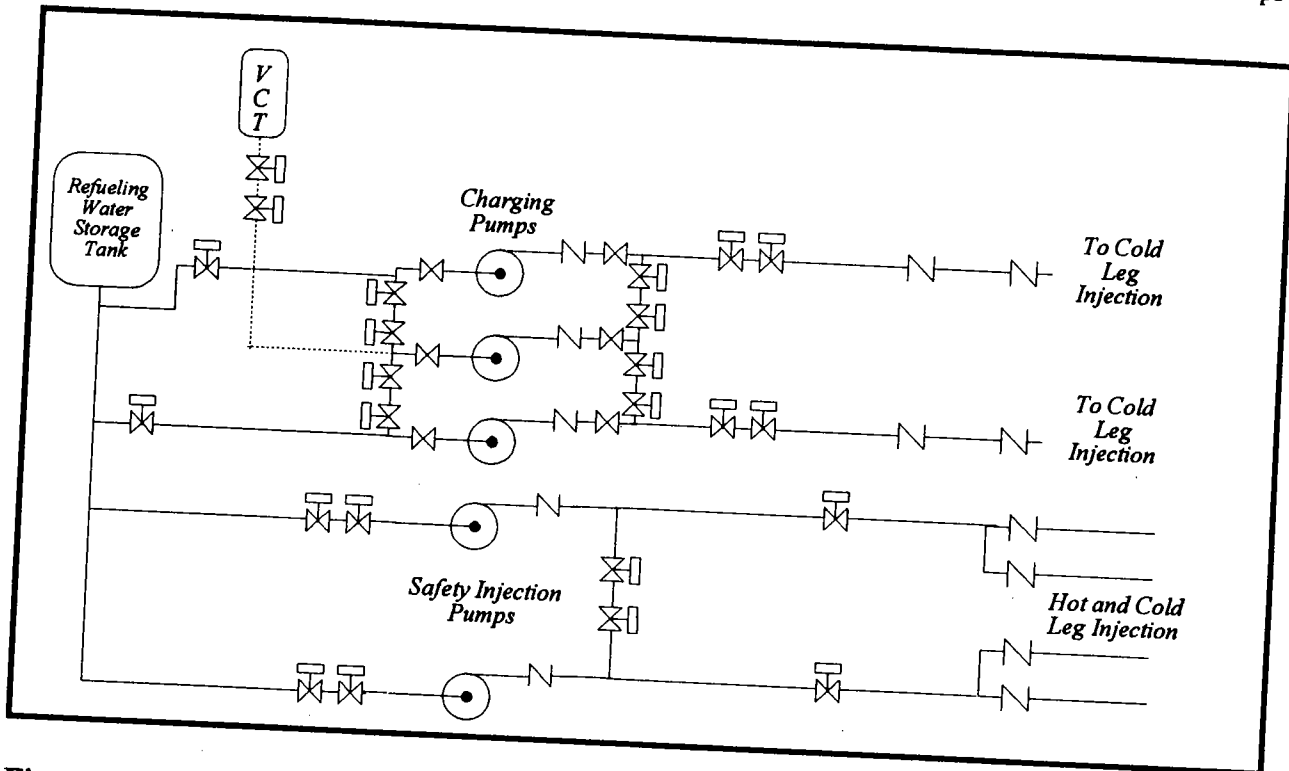 V
C
T
Refueling
Water
Storage
Tank
Charging
Pumps
To Cold
Leg
Injection
To Cold
Leg
Injection
Safety Injection
Pumps
Hot and Cold
Leg Injection